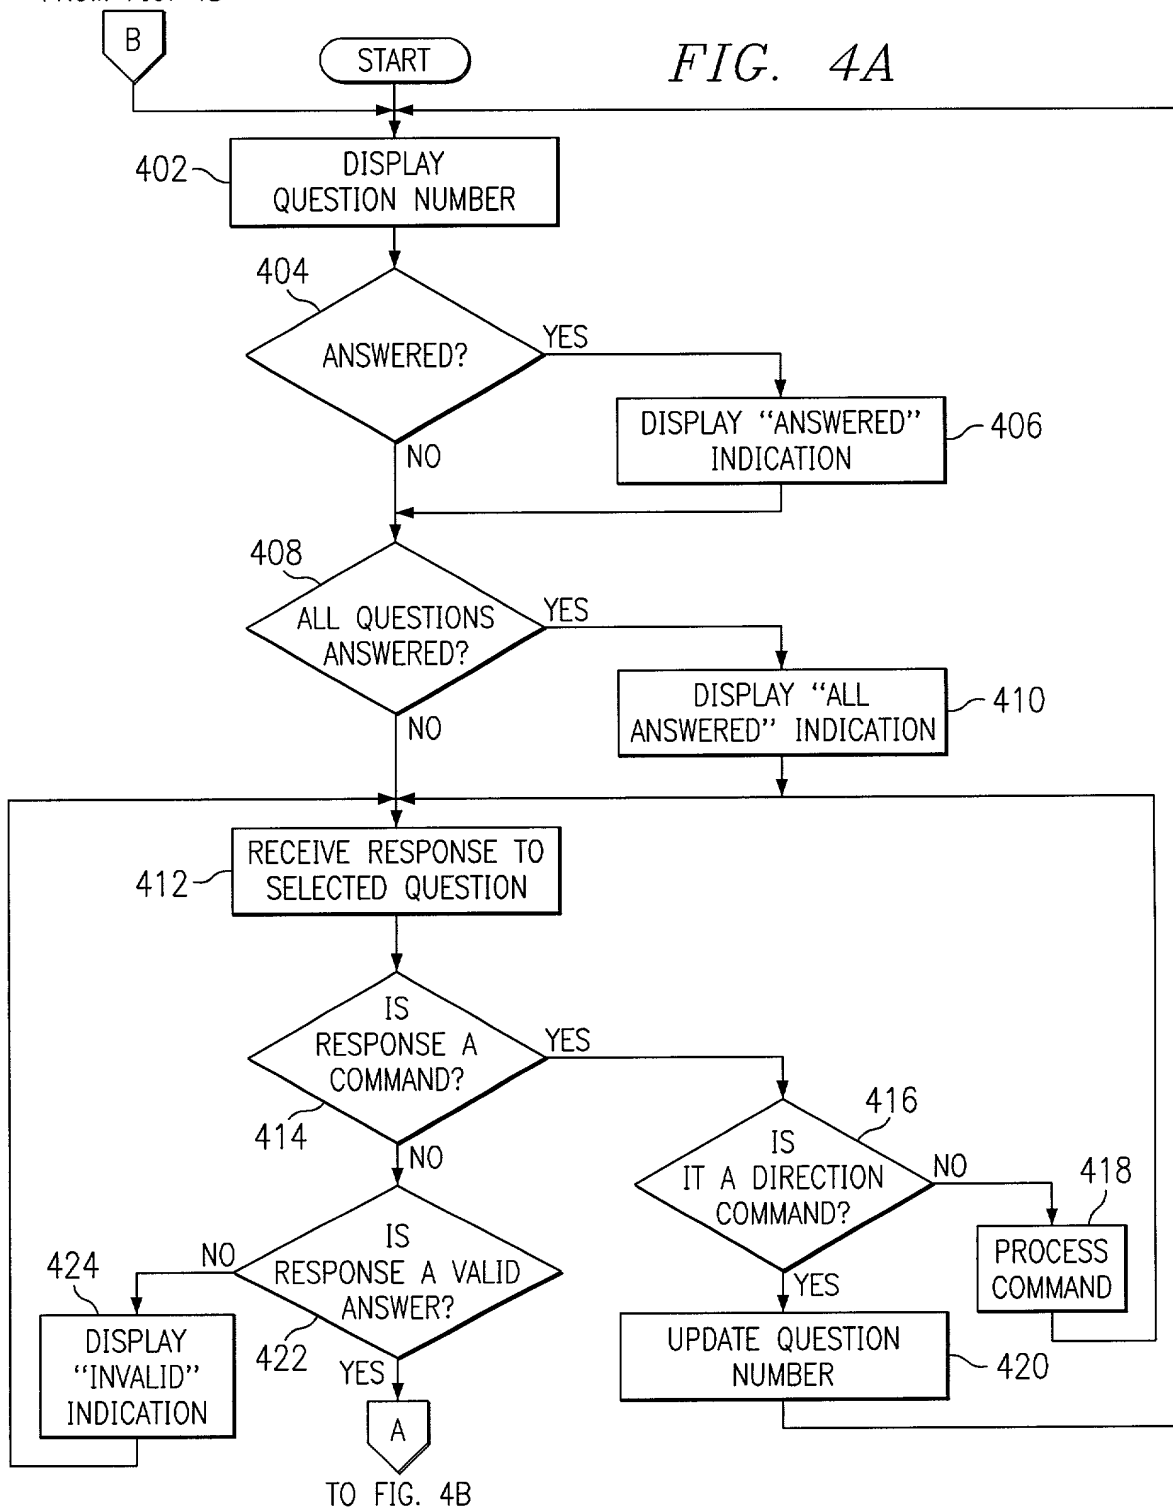 B
START
FIG. 4A
402
DISPLAY
QUESTION NUMBER
404
ANSWERED?
YES
NO
DISPLAY “ANSWERED”
INDICATION
406
408
ALL QUESTIONS
ANSWERED?
YES
NO
DISPLAY “ALL
ANSWERED” INDICATION
410
412
RECEIVE RESPONSE TO
SELECTED QUESTION
IS
RESPONSE A
COMMAND?
YES
414
NO
416
IS
IT A DIRECTION
COMMAND?
NO
YES
418
PROCESS
COMMAND
UPDATE QUESTION
NUMBER
420
IS
RESPONSE A VALID
ANSWER?
NO
422
YES
424
DISPLAY
“INVALID”
INDICATION
A
TO FIG. 4B